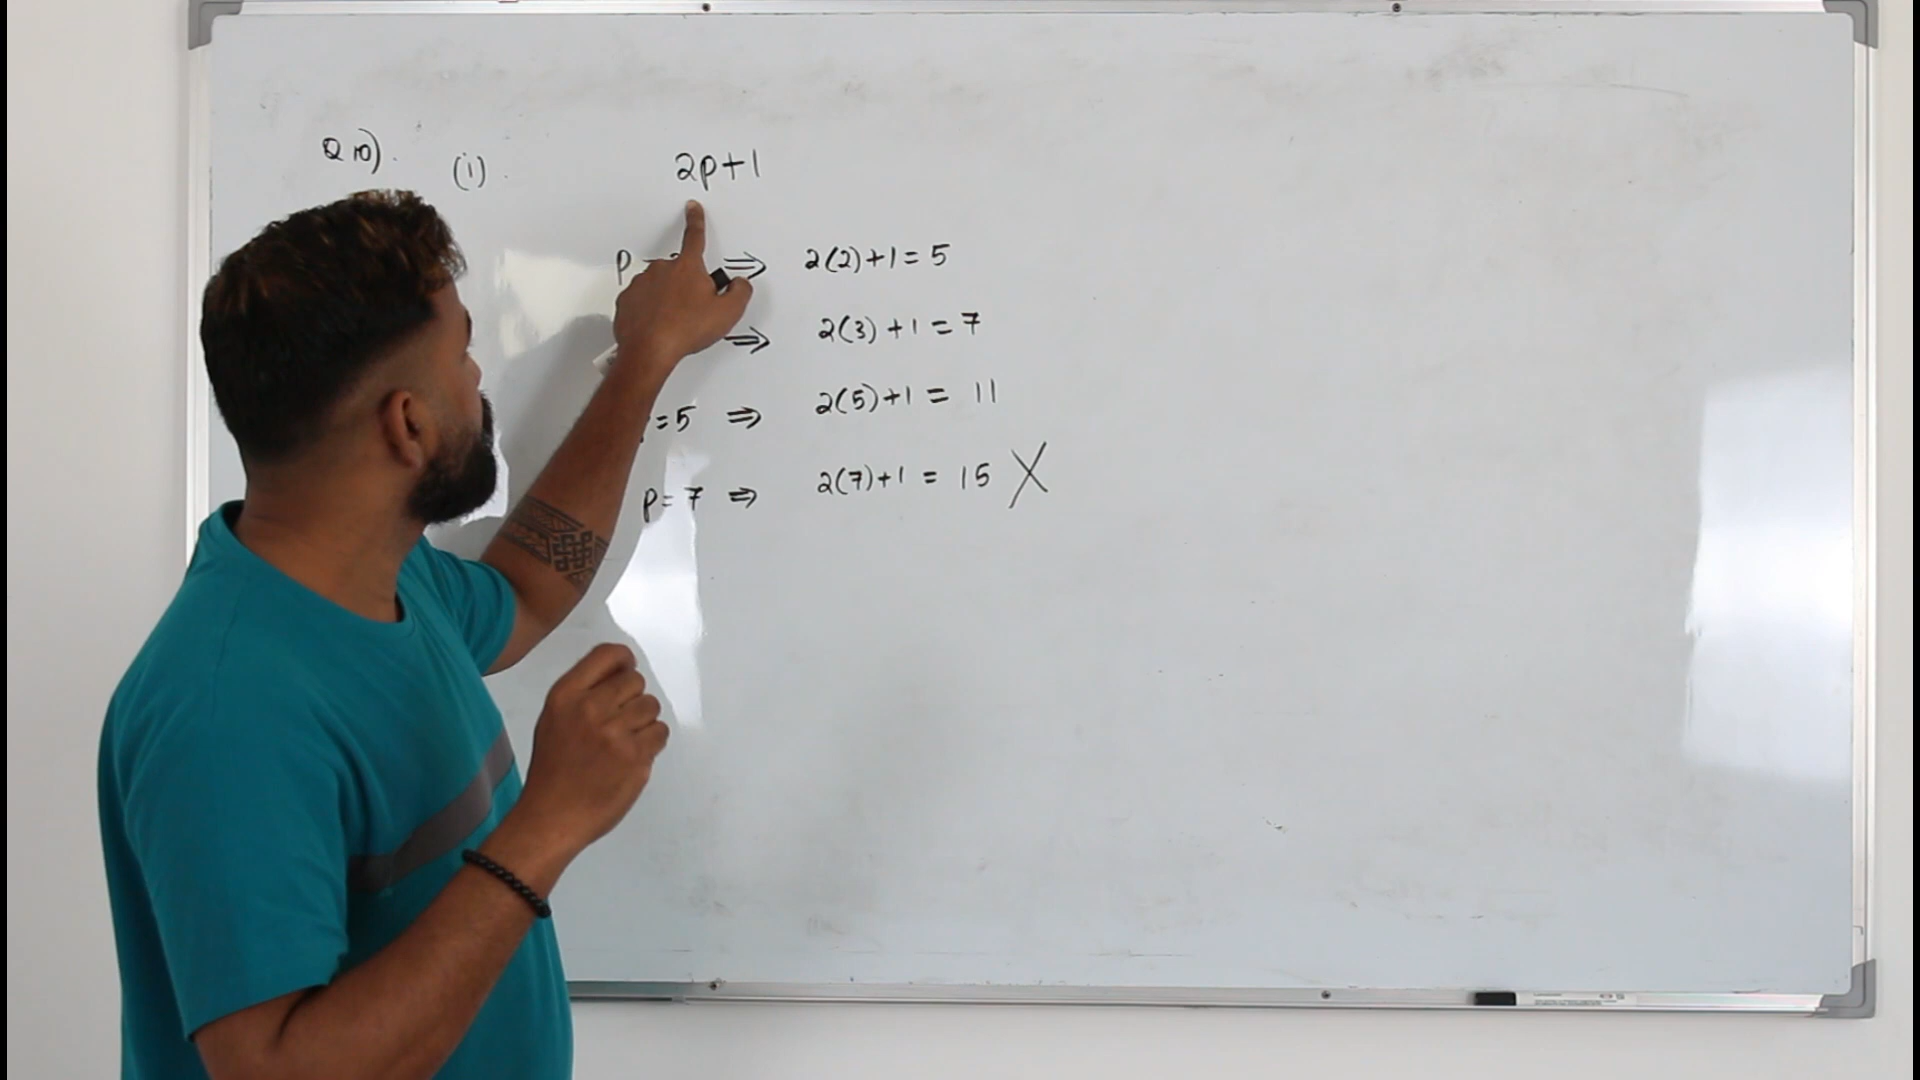 Q 10). (i). 2p+1
p = ⇒ 2(2)+1= 5
⇒ 2(3) +1 = 7
=5 ⇒ 2(5)+1 = 11
p= 7 ⇒ 2(7)+1 = 15 X